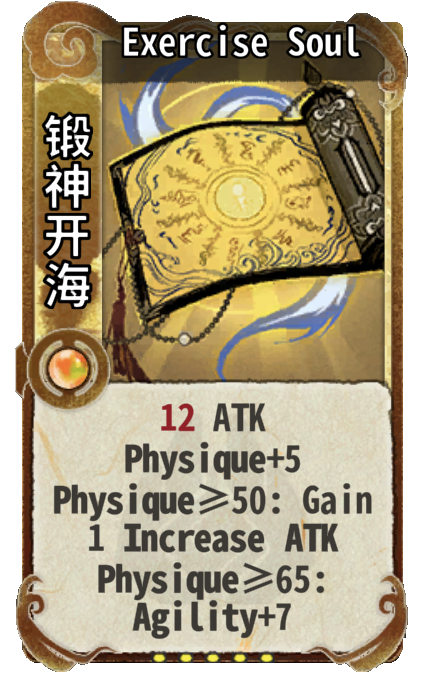 Exercise Soul
锻神开海
12 ATK
Physique+5
Physique≥50: Gain
1 Increase ATK
Physique≥65:
Agility+7